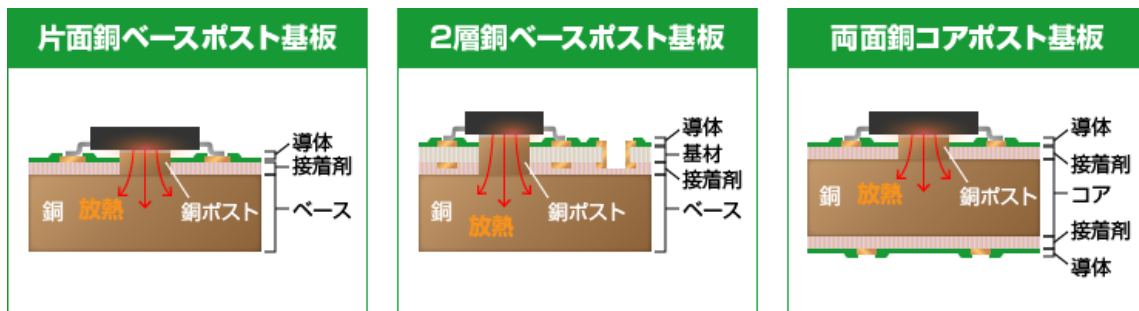 片面銅ベースポスト基板
導体
接着剤
銅
放熱
銅ポスト
ベース
2層銅ベースポスト基板
導体
基材
接着剤
銅
放熱
銅ポスト
ベース
両面銅コアポスト基板
導体
接着剤
銅
放熱
銅ポスト
コア
接着剤
導体